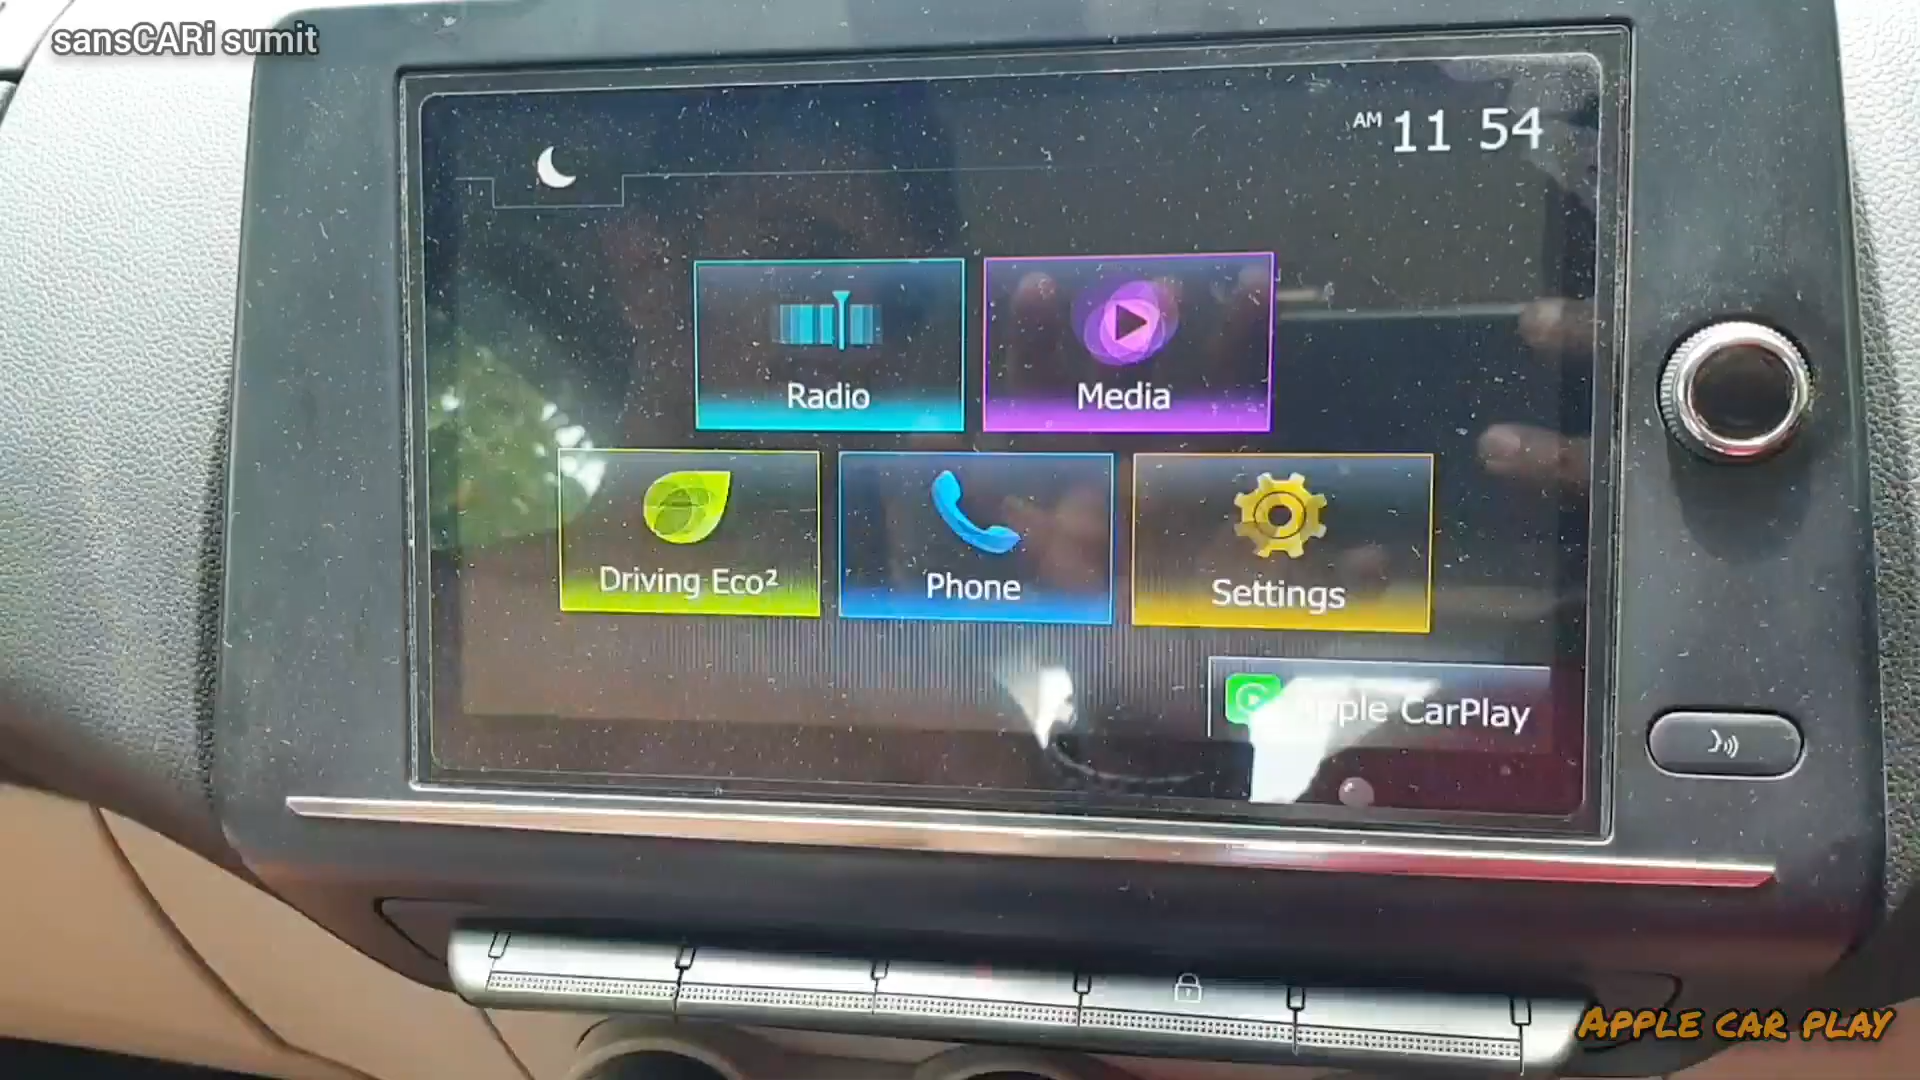 sansCARi sumit
AM 11 54
Radio
Media
Driving Eco²
Phone
Settings
Apple CarPlay
APPLE CAR PLAY